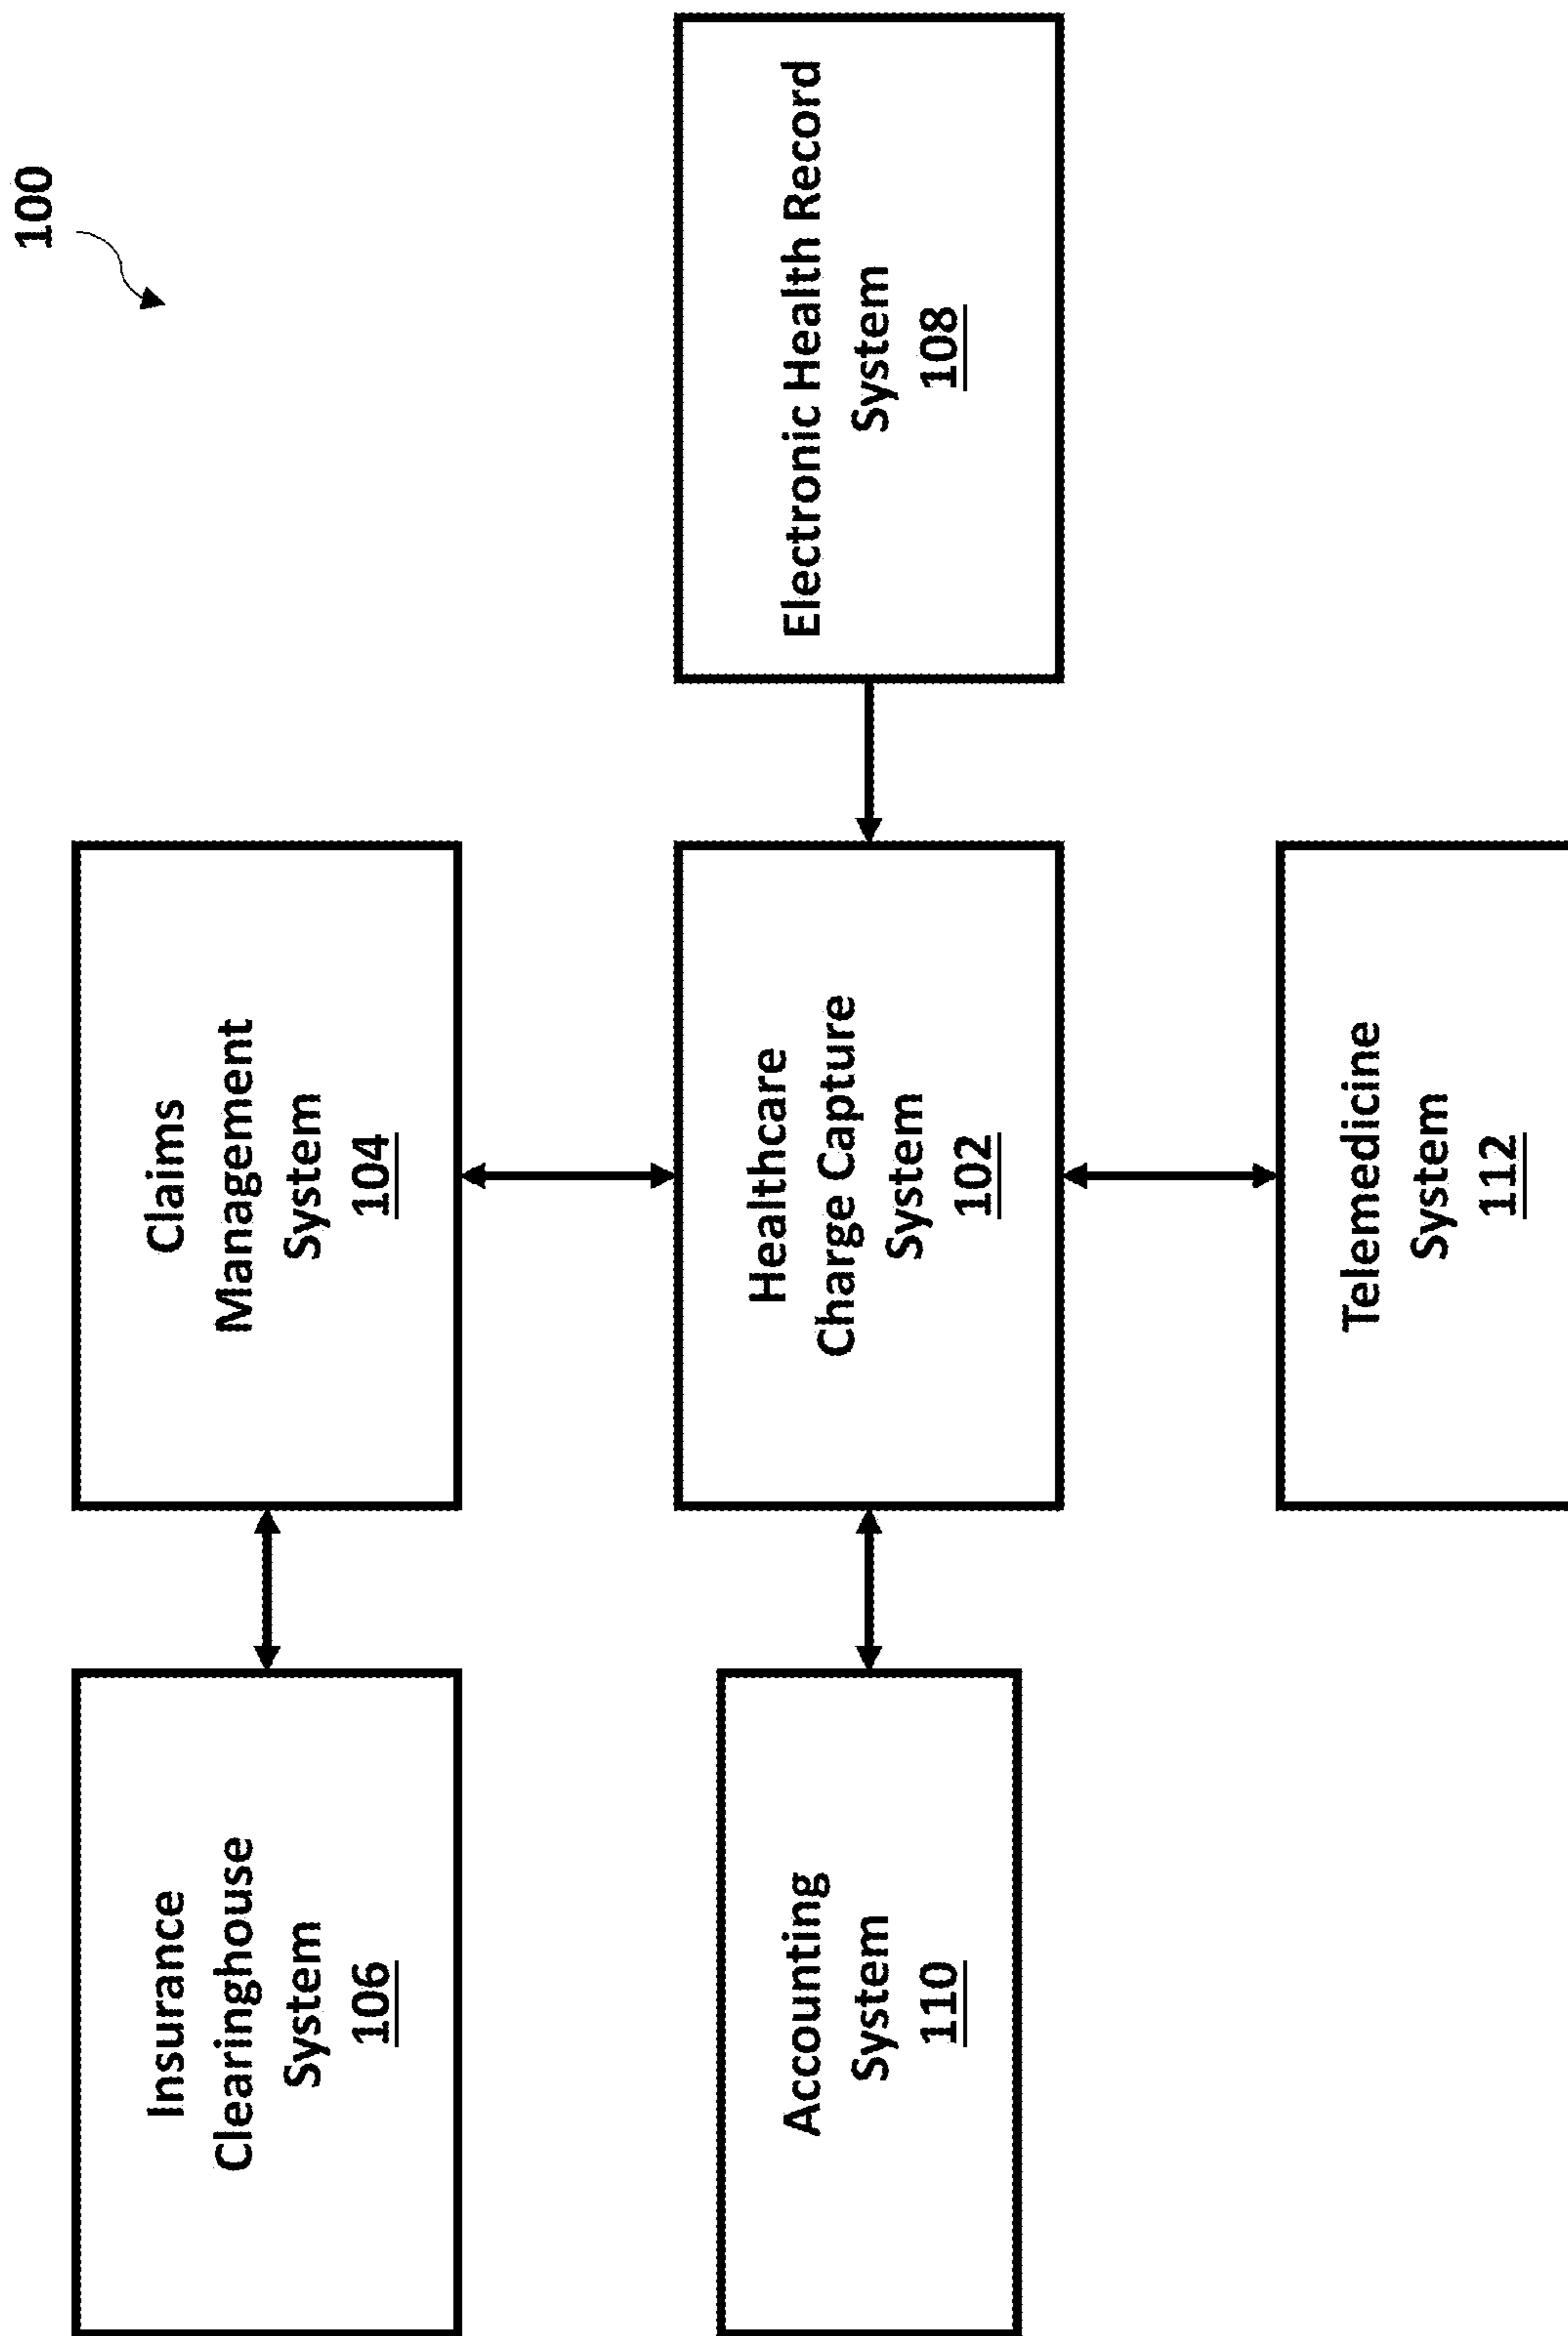 100
Insurance
Clearinghouse
System
106
Claims
Management
System
104
Accounting
System
110
Healthcare
Charge Capture
System
102
Electronic Health Record
System
108
Telemedicine
System
112